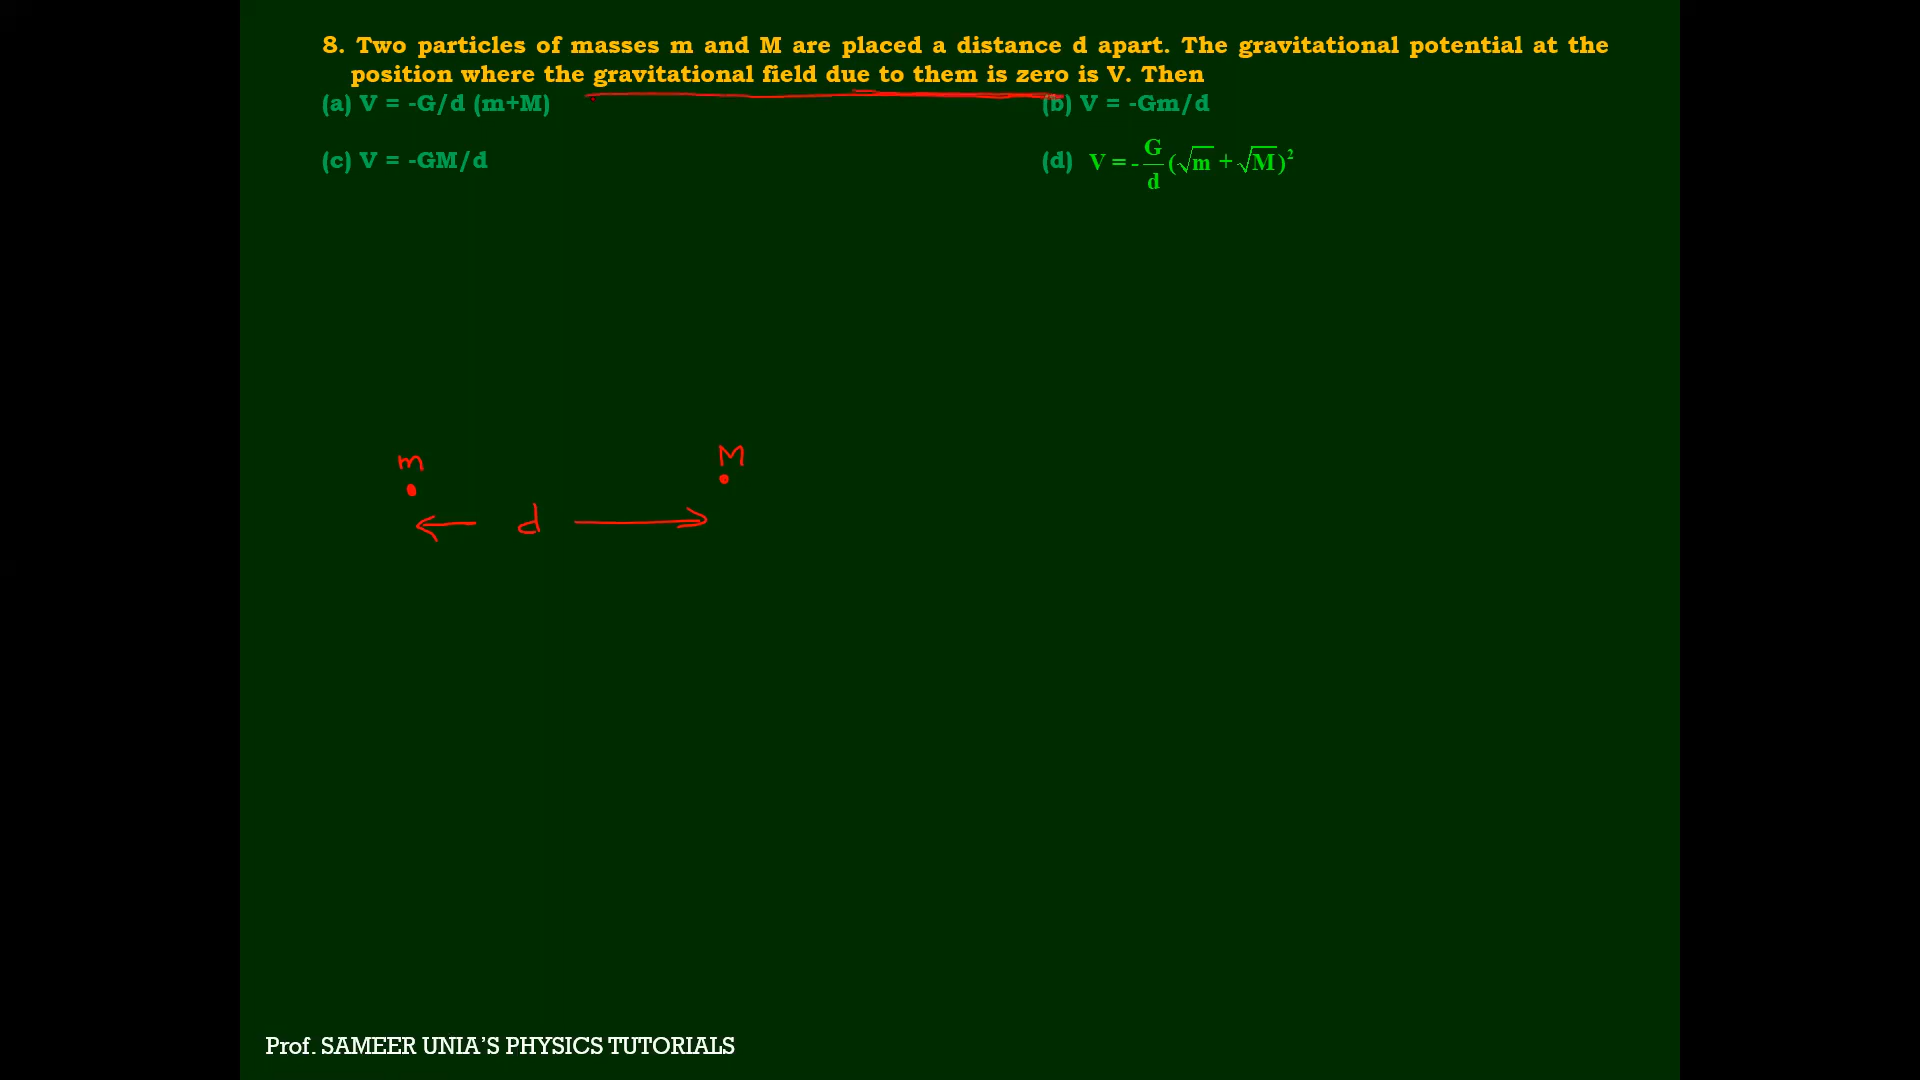 8. Two particles of masses m and M are placed a distance d apart. The gravitational potential at the
position where the gravitational field due to them is zero is V. Then
(a) V = -G/d (m+M) (b) V = -Gm/d
(c) V = -GM/d (d) V = -G/d (√m + √M)²
m M
d
Prof. SAMEER UNIA’S PHYSICS TUTORIALS